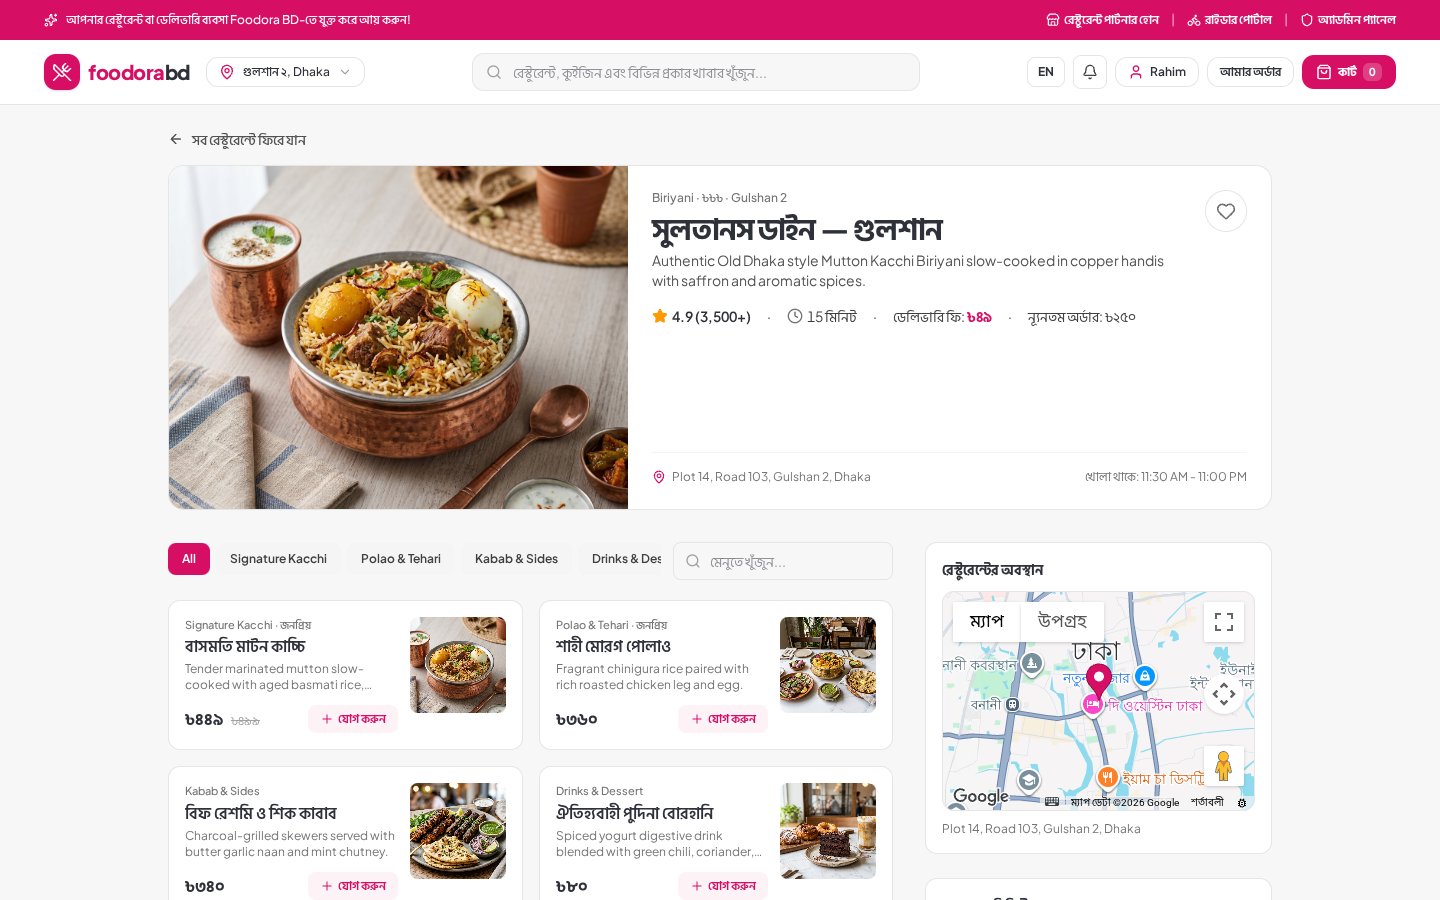 আপনার রেস্টুরেন্ট বা ডেলিভারি ব্যবসা Foodora BD-তে যুক্ত করে আয় করুন!
রেস্টুরেন্ট পার্টনার হোন | রাইডার পোর্টাল | অ্যাডমিন প্যানেল
foodorabd
গুলশান ২, Dhaka
রেস্টুরেন্ট, কুইজিন এবং বিভিন্ন প্রকার খাবার খুঁজুন...
EN
Rahim
আমার অর্ডার
কার্ট 0
সব রেস্টুরেন্টে ফিরে যান
Biriyani · ৳৳৳ · Gulshan 2
সুলতানস ডাইন — গুলশান
Authentic Old Dhaka style Mutton Kacchi Biriyani slow-cooked in copper handis
with saffron and aromatic spices.
4.9 (3,500+) · 15 মিনিট · ডেলিভারি ফি: ৳৪৯ · ন্যূনতম অর্ডার: ৳২৫০
Plot 14, Road 103, Gulshan 2, Dhaka
খোলা থাকে: 11:30 AM - 11:00 PM
All
Signature Kacchi
Polao & Tehari
Kabab & Sides
Drinks & Des
মেনুতে খুঁজুন...
Signature Kacchi · জনপ্রিয়
বাসমতি মাটন কাচ্চি
Tender marinated mutton slow-
cooked with aged basmati rice,...
৳৪৪৯ ৳৪৯৯
যোগ করুন
Polao & Tehari · জনপ্রিয়
শাহী মোরগ পোলাও
Fragrant chinigura rice paired with
rich roasted chicken leg and egg.
৳৩৬০
যোগ করুন
Kabab & Sides
বিফ রেশমি ও শিক কাবাব
Charcoal-grilled skewers served with
butter garlic naan and mint chutney.
৳৩৪০
যোগ করুন
Drinks & Dessert
ঐতিহ্যবাহী পুদিনা বোরহানি
Spiced yogurt digestive drink
blended with green chili, coriander,...
৳৮০
যোগ করুন
রেস্টুরেন্টের অবস্থান
ম্যাপ
উপগ্রহ
ঢাকা
নানী কবরস্থান
বনানী
দি ওয়েস্টিন ঢাকা
Google
ম্যাপ ডেটা ©2026 Google
শর্তাবলী
Plot 14, Road 103, Gulshan 2, Dhaka